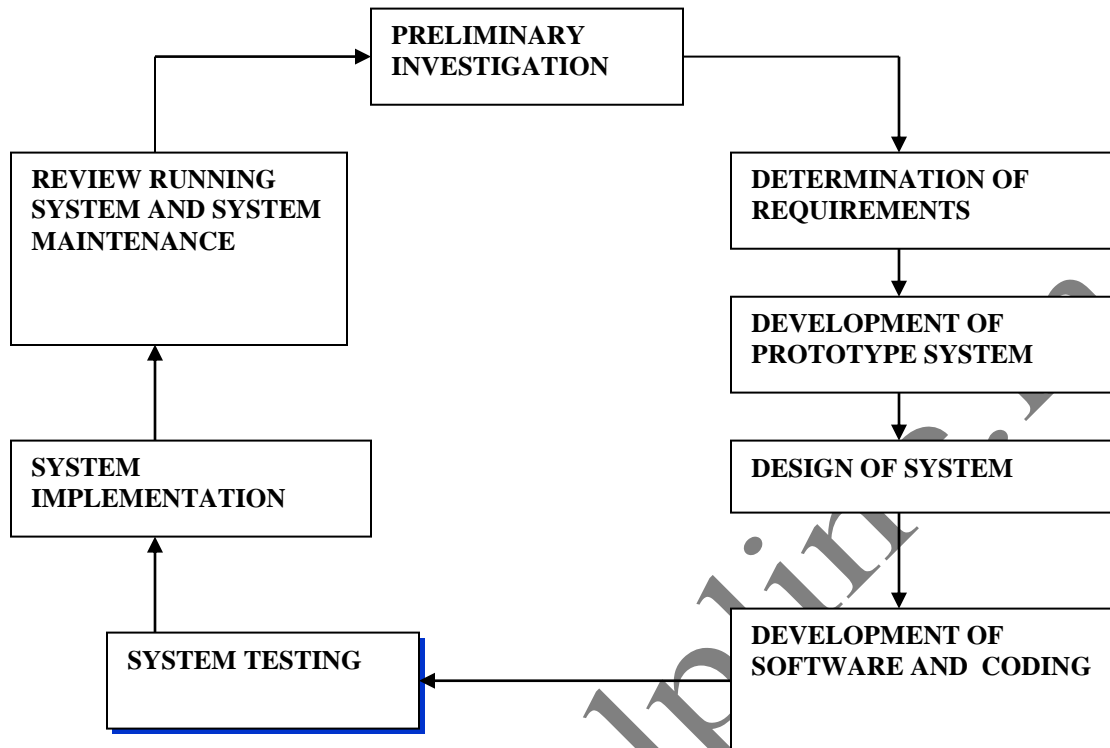 PRELIMINARY
INVESTIGATION
REVIEW RUNNING
SYSTEM AND SYSTEM
MAINTENANCE
DETERMINATION OF
REQUIREMENTS
DEVELOPMENT OF
PROTOTYPE SYSTEM
SYSTEM
IMPLEMENTATION
DESIGN OF SYSTEM
SYSTEM TESTING
DEVELOPMENT OF
SOFTWARE AND CODING